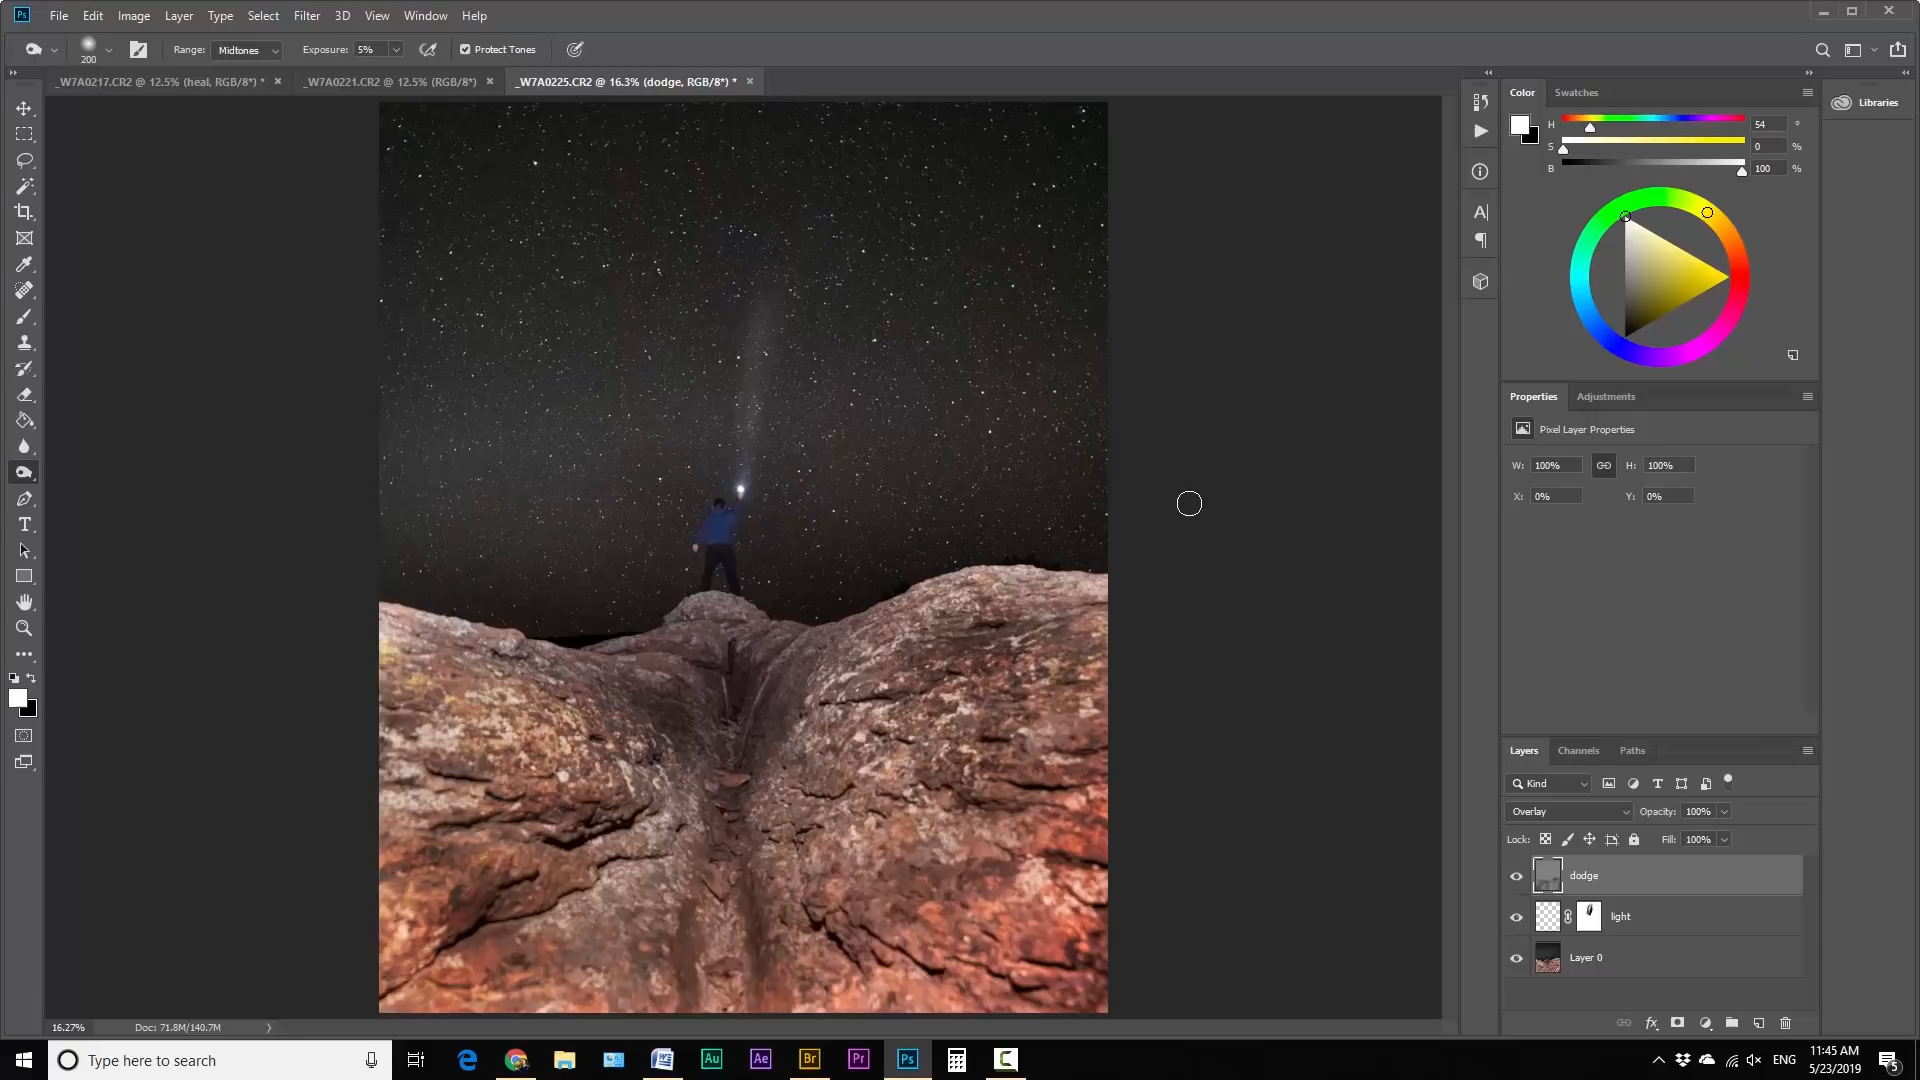 Ps File Edit Image Layer Type Select Filter 3D View Window Help
200 Range: Midtones Exposure: 5% Protect Tones
_W7A0217.CR2 @ 12.5% (heal, RGB/8*) * _W7A0221.CR2 @ 12.5% (RGB/8*) _W7A0225.CR2 @ 16.3% (dodge, RGB/8*) *
Color Swatches
Libraries
H 54 °
S 0 %
B 100 %
Properties Adjustments
Pixel Layer Properties
W: 100% H: 100%
X: 0% Y: 0%
Layers Channels Paths
Kind
Overlay Opacity: 100%
Lock: Fill: 100%
dodge
light
Layer 0
fx
16.27% Doc: 71.8M/140.7M
Type here to search
Au Ae Br Pr Ps
ENG 11:45 AM
5/23/2019 5